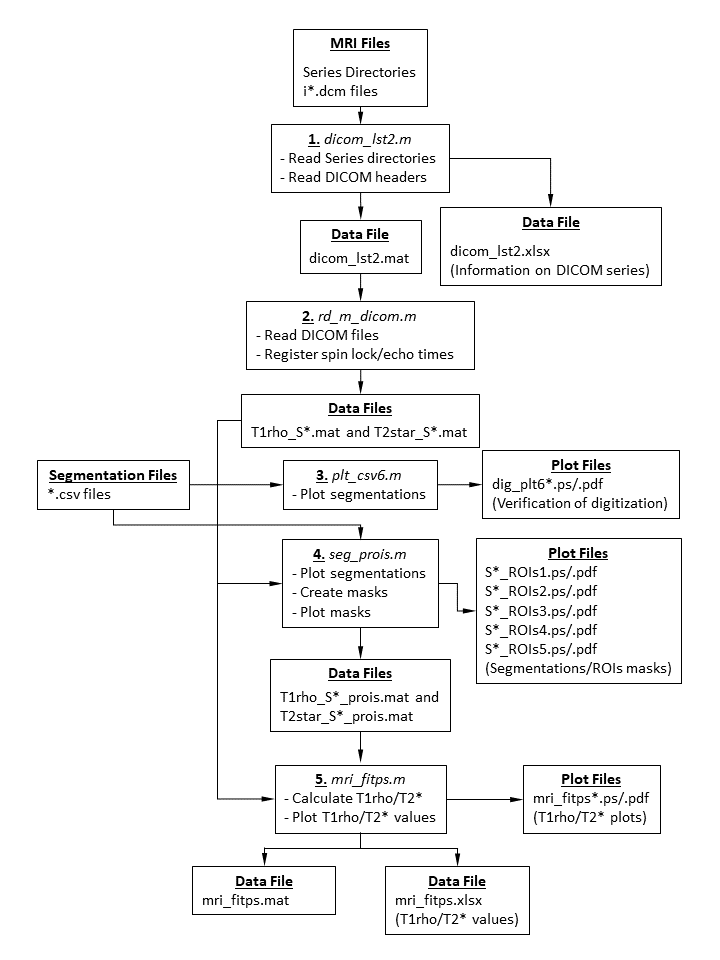 MRI Files
Series Directories
i*.dcm files
1. dicom_lst2.m
- Read Series directories
- Read DICOM headers
Data File
dicom_lst2.mat
Data File
dicom_lst2.xlsx
(Information on DICOM series)
2. rd_m_dicom.m
- Read DICOM files
- Register spin lock/echo times
Data Files
T1rho_S*.mat and T2star_S*.mat
Segmentation Files
*.csv files
3. plt_csv6.m
- Plot segmentations
Plot Files
dig_plt6*.ps/.pdf
(Verification of digitization)
4. seg_prois.m
- Plot segmentations
- Create masks
- Plot masks
Plot Files
S*_ROIs1.ps/.pdf
S*_ROIs2.ps/.pdf
S*_ROIs3.ps/.pdf
S*_ROIs4.ps/.pdf
S*_ROIs5.ps/.pdf
(Segmentations/ROIs masks)
Data Files
T1rho_S*_prois.mat and
T2star_S*_prois.mat
5. mri_fitps.m
- Calculate T1rho/T2*
- Plot T1rho/T2* values
Plot Files
mri_fitps*.ps/.pdf
(T1rho/T2* plots)
Data File
mri_fitps.mat
Data File
mri_fitps.xlsx
(T1rho/T2* values)